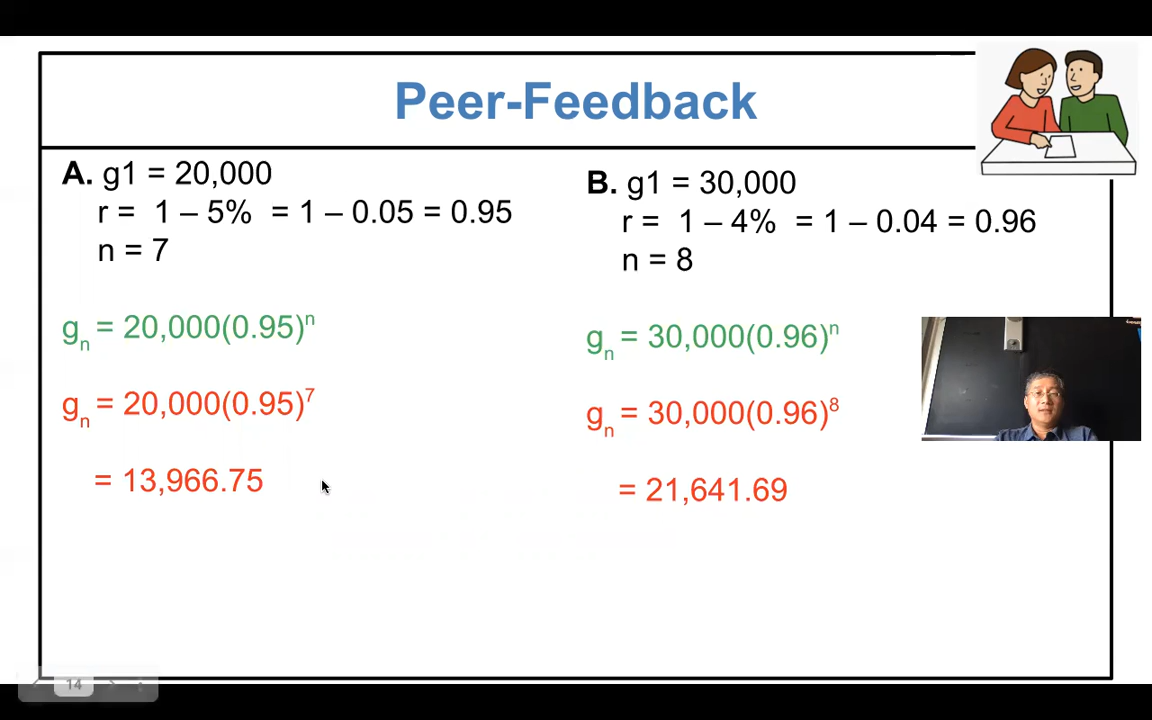 Peer-Feedback
A. g1 = 20,000
r = 1 – 5% = 1 – 0.05 = 0.95
n = 7
gn = 20,000(0.95)ⁿ
gn = 20,000(0.95)⁷
= 13,966.75
B. g1 = 30,000
r = 1 – 4% = 1 – 0.04 = 0.96
n = 8
gn = 30,000(0.96)ⁿ
gn = 30,000(0.96)⁸
= 21,641.69
14